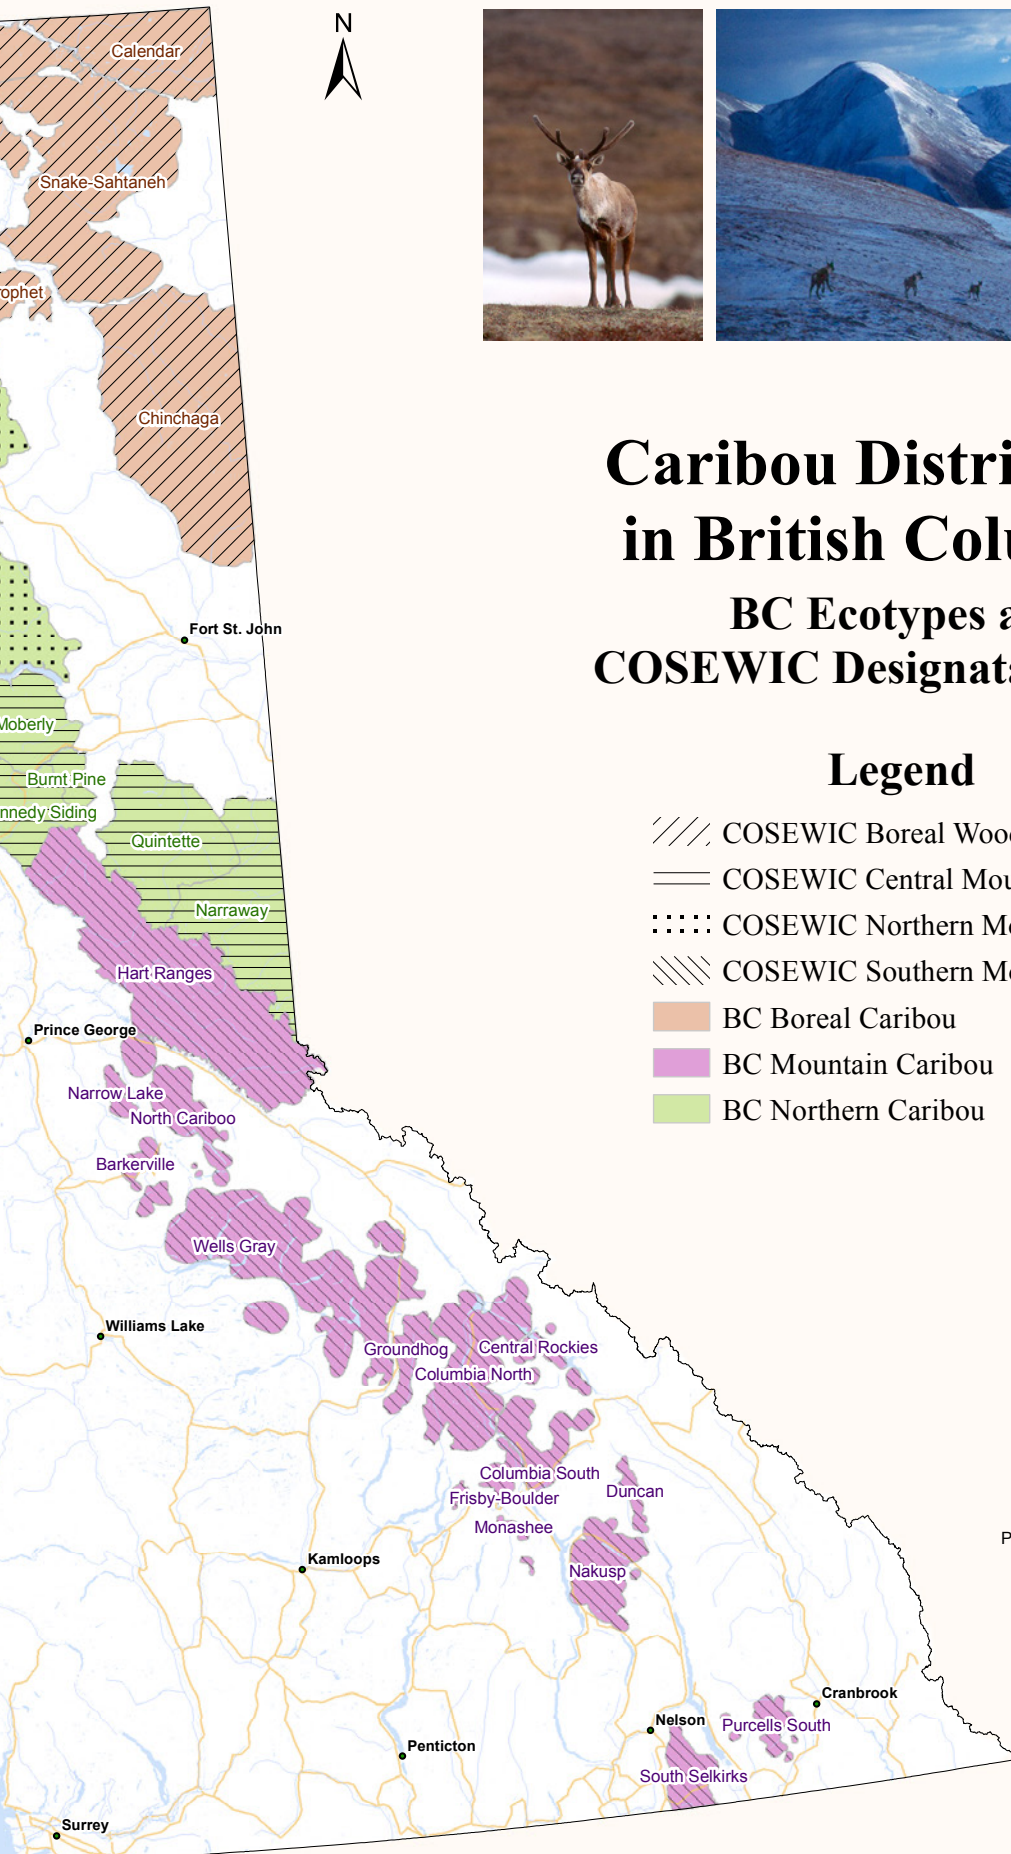 N
Calendar
Snake-Sahtaneh
ophet
Chinchaga
Caribou Distri
in British Colu
BC Ecotypes a
COSEWIC Designata
Fort St. John
Moberly
Burnt Pine
nnedy Siding
Quintette
Narraway
Hart Ranges
Prince George
Narrow Lake
North Cariboo
Barkerville
Wells Gray
Williams Lake
Groundhog
Central Rockies
Columbia North
Columbia South
Frisby-Boulder
Duncan
Monashee
Nakusp
Kamloops
Cranbrook
Nelson
Purcells South
Penticton
South Selkirks
Surrey
Legend
COSEWIC Boreal Wood
COSEWIC Central Mou
COSEWIC Northern Mo
COSEWIC Southern Mo
BC Boreal Caribou
BC Mountain Caribou
BC Northern Caribou
P